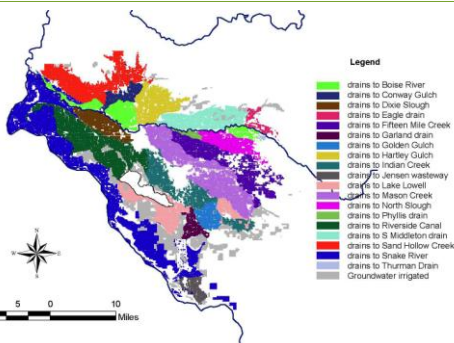 Legend
drains to Boise River
drains to Conway Gulch
drains to Dixie Slough
drains to Eagle drain
drains to Fifteen Mile Creek
drains to Garland drain
drains to Golden Gulch
drains to Hartley Gulch
drains to Indian Creek
drains to Jensen wasteway
drains to Lake Lowell
drains to Mason Creek
drains to North Slough
drains to Phyllis drain
drains to Riverside Canal
drains to S Middleton drain
drains to Sand Hollow Creek
drains to Snake River
drains to Thurman Drain
Groundwater irrigated
N
W E
S
5 0 10
Miles